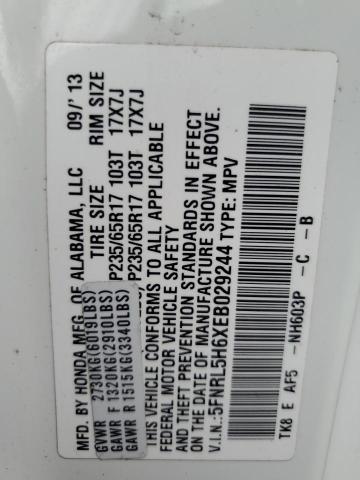 MFD. BY HONDA MFG. OF ALABAMA, LLC 09/'13
GVWR 2730KG(6019LBS) TIRE SIZE RIM SIZE
GAWR F 1320KG(2910LBS) P235/65R17 103T 17X7J
GAWR R 1515KG(3340LBS) P235/65R17 103T 17X7J
THIS VEHICLE CONFORMS TO ALL APPLICABLE
FEDERAL MOTOR VEHICLE SAFETY
AND THEFT PREVENTION STANDARDS IN EFFECT
ON THE DATE OF MANUFACTURE SHOWN ABOVE.
V.I.N.: 5FNRL5H6XEB029244 TYPE: MPV
TK8 E AF5 -NH603P -C -B